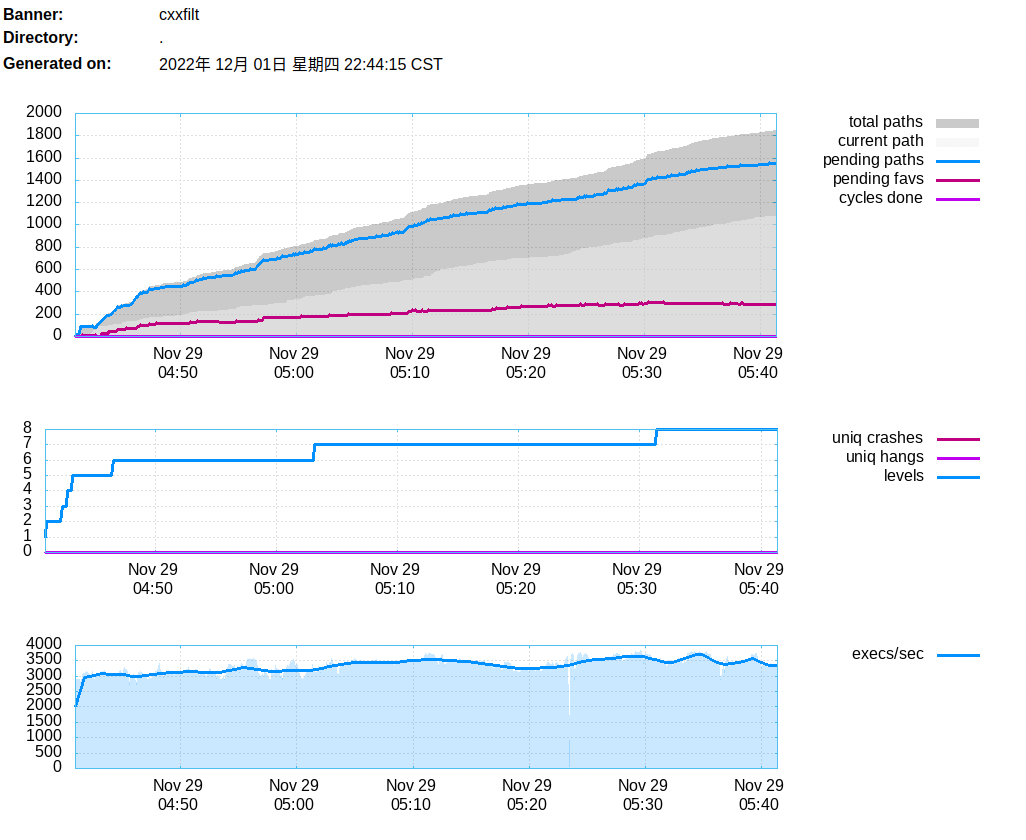 Banner: cxxfilt
Directory: .
Generated on: 2022年 12月 01日 星期四 22:44:15 CST
2000
1800
1600
1400
1200
1000
800
600
400
200
0
Nov 29 Nov 29 Nov 29 Nov 29 Nov 29 Nov 29
04:50 05:00 05:10 05:20 05:30 05:40
total paths
current path
pending paths
pending favs
cycles done
8
7
6
5
4
3
2
1
0
Nov 29 Nov 29 Nov 29 Nov 29 Nov 29 Nov 29
04:50 05:00 05:10 05:20 05:30 05:40
uniq crashes
uniq hangs
levels
4000
3500
3000
2500
2000
1500
1000
500
0
Nov 29 Nov 29 Nov 29 Nov 29 Nov 29 Nov 29
04:50 05:00 05:10 05:20 05:30 05:40
execs/sec